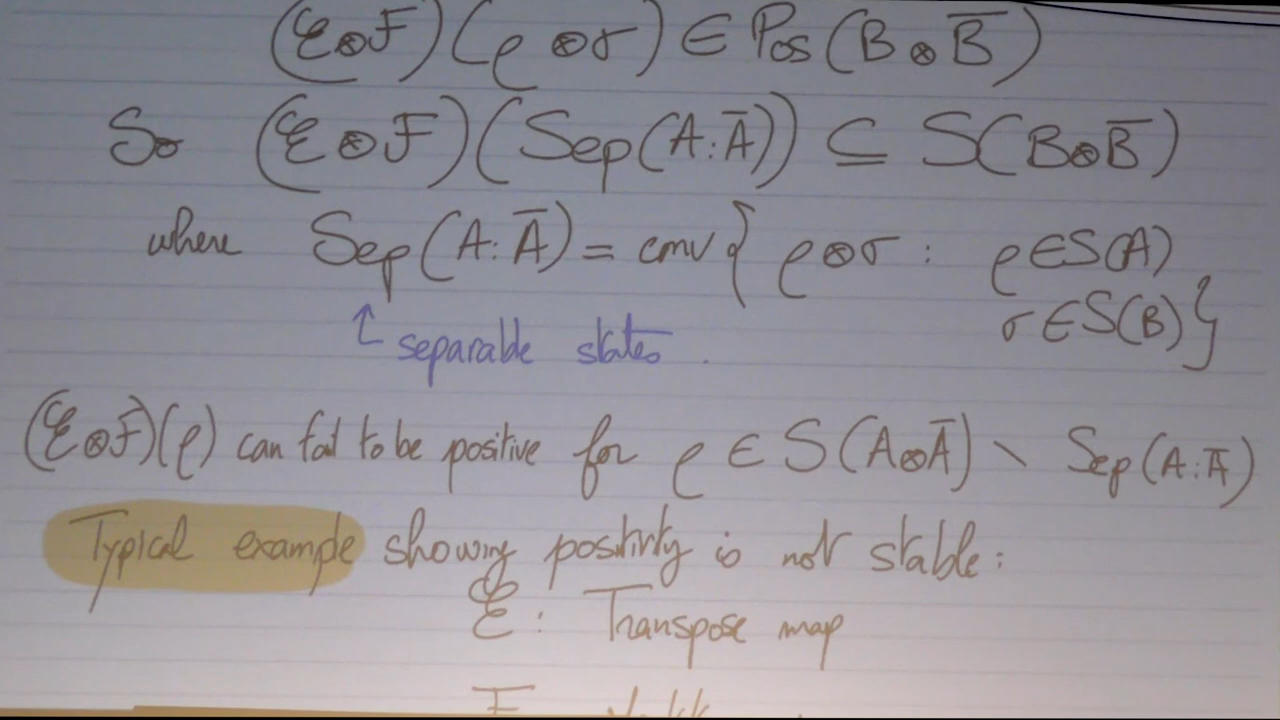 (ℰ⊗F)(ρ⊗σ) ∈ Pos(B⊗B̅)
So (ℰ⊗F)(Sep(A:A̅)) ⊆ S(B⊗B̅)
where Sep(A:A̅) = conv{ ρ⊗σ : ρ∈S(A)
σ∈S(B)}
↑ separable states.
(ℰ⊗F)(ρ) can fail to be positive for ρ ∈ S(A⊗A̅) \ Sep(A:A̅)
Typical example showing positivity is not stable:
ℰ: Transpose map